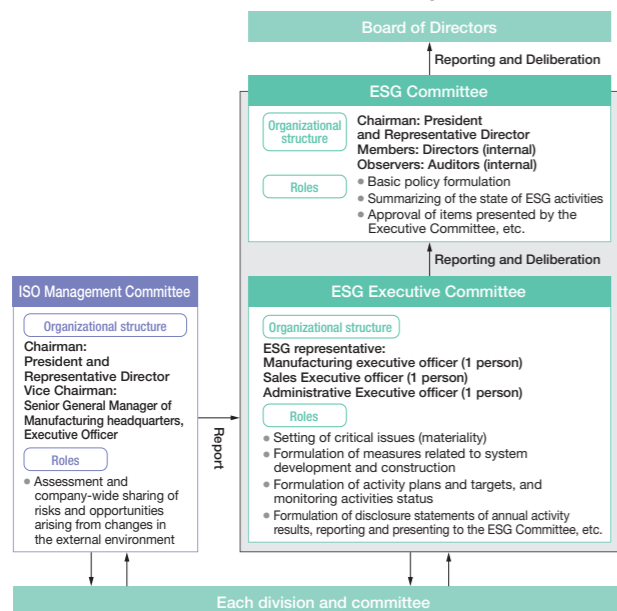 Board of Directors
Reporting and Deliberation
ESG Committee
Organizational
structure
Chairman: President
and Representative Director
Members: Directors (internal)
Observers: Auditors (internal)
Roles
● Basic policy formulation
● Summarizing of the state of ESG activities
● Approval of items presented by the
Executive Committee, etc.
Reporting and Deliberation
ISO Management Committee
Organizational structure
Chairman:
President and
Representative Director
Vice Chairman:
Senior General Manager of
Manufacturing headquarters,
Executive Officer
Roles
● Assessment and
company-wide sharing of
risks and opportunities
arising from changes in
the external environment
Report
ESG Executive Committee
Organizational structure
ESG representative:
Manufacturing executive officer (1 person)
Sales Executive officer (1 person)
Administrative Executive officer (1 person)
Roles
● Setting of critical issues (materiality)
● Formulation of measures related to system
development and construction
● Formulation of activity plans and targets, and
monitoring activities status
● Formulation of disclosure statements of annual activity
results, reporting and presenting to the ESG Committee, etc.
Each division and committee